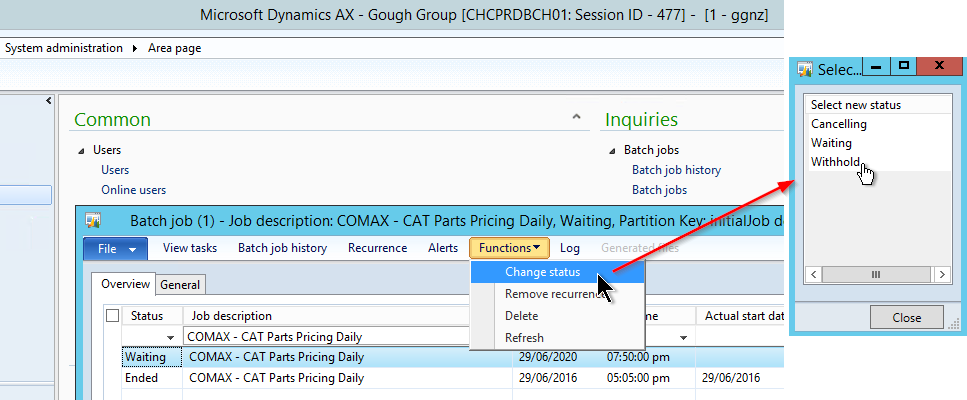 Microsoft Dynamics AX - Gough Group [CHCPRDBCH01: Session ID - 477] - [1 - ggnz]
System administration Area page
Common
Users
Users
Online users
Inquiries
Batch jobs
Batch job history
Batch jobs
Batch job (1) - Job description: COMAX - CAT Parts Pricing Daily, Waiting, Partition Key: initialJob de
File View tasks Batch job history Recurrence Alerts Functions Log Generated files
Change status
Remove recurrence
Delete
Refresh
Overview General
Status Job description me Actual start dat
COMAX - CAT Parts Pricing Daily
Waiting COMAX - CAT Parts Pricing Daily 29/06/2020 07:50:00 pm
Ended COMAX - CAT Parts Pricing Daily 29/06/2016 05:05:00 pm 29/06/2016
Selec...
Select new status
Cancelling
Waiting
Withhold
Close